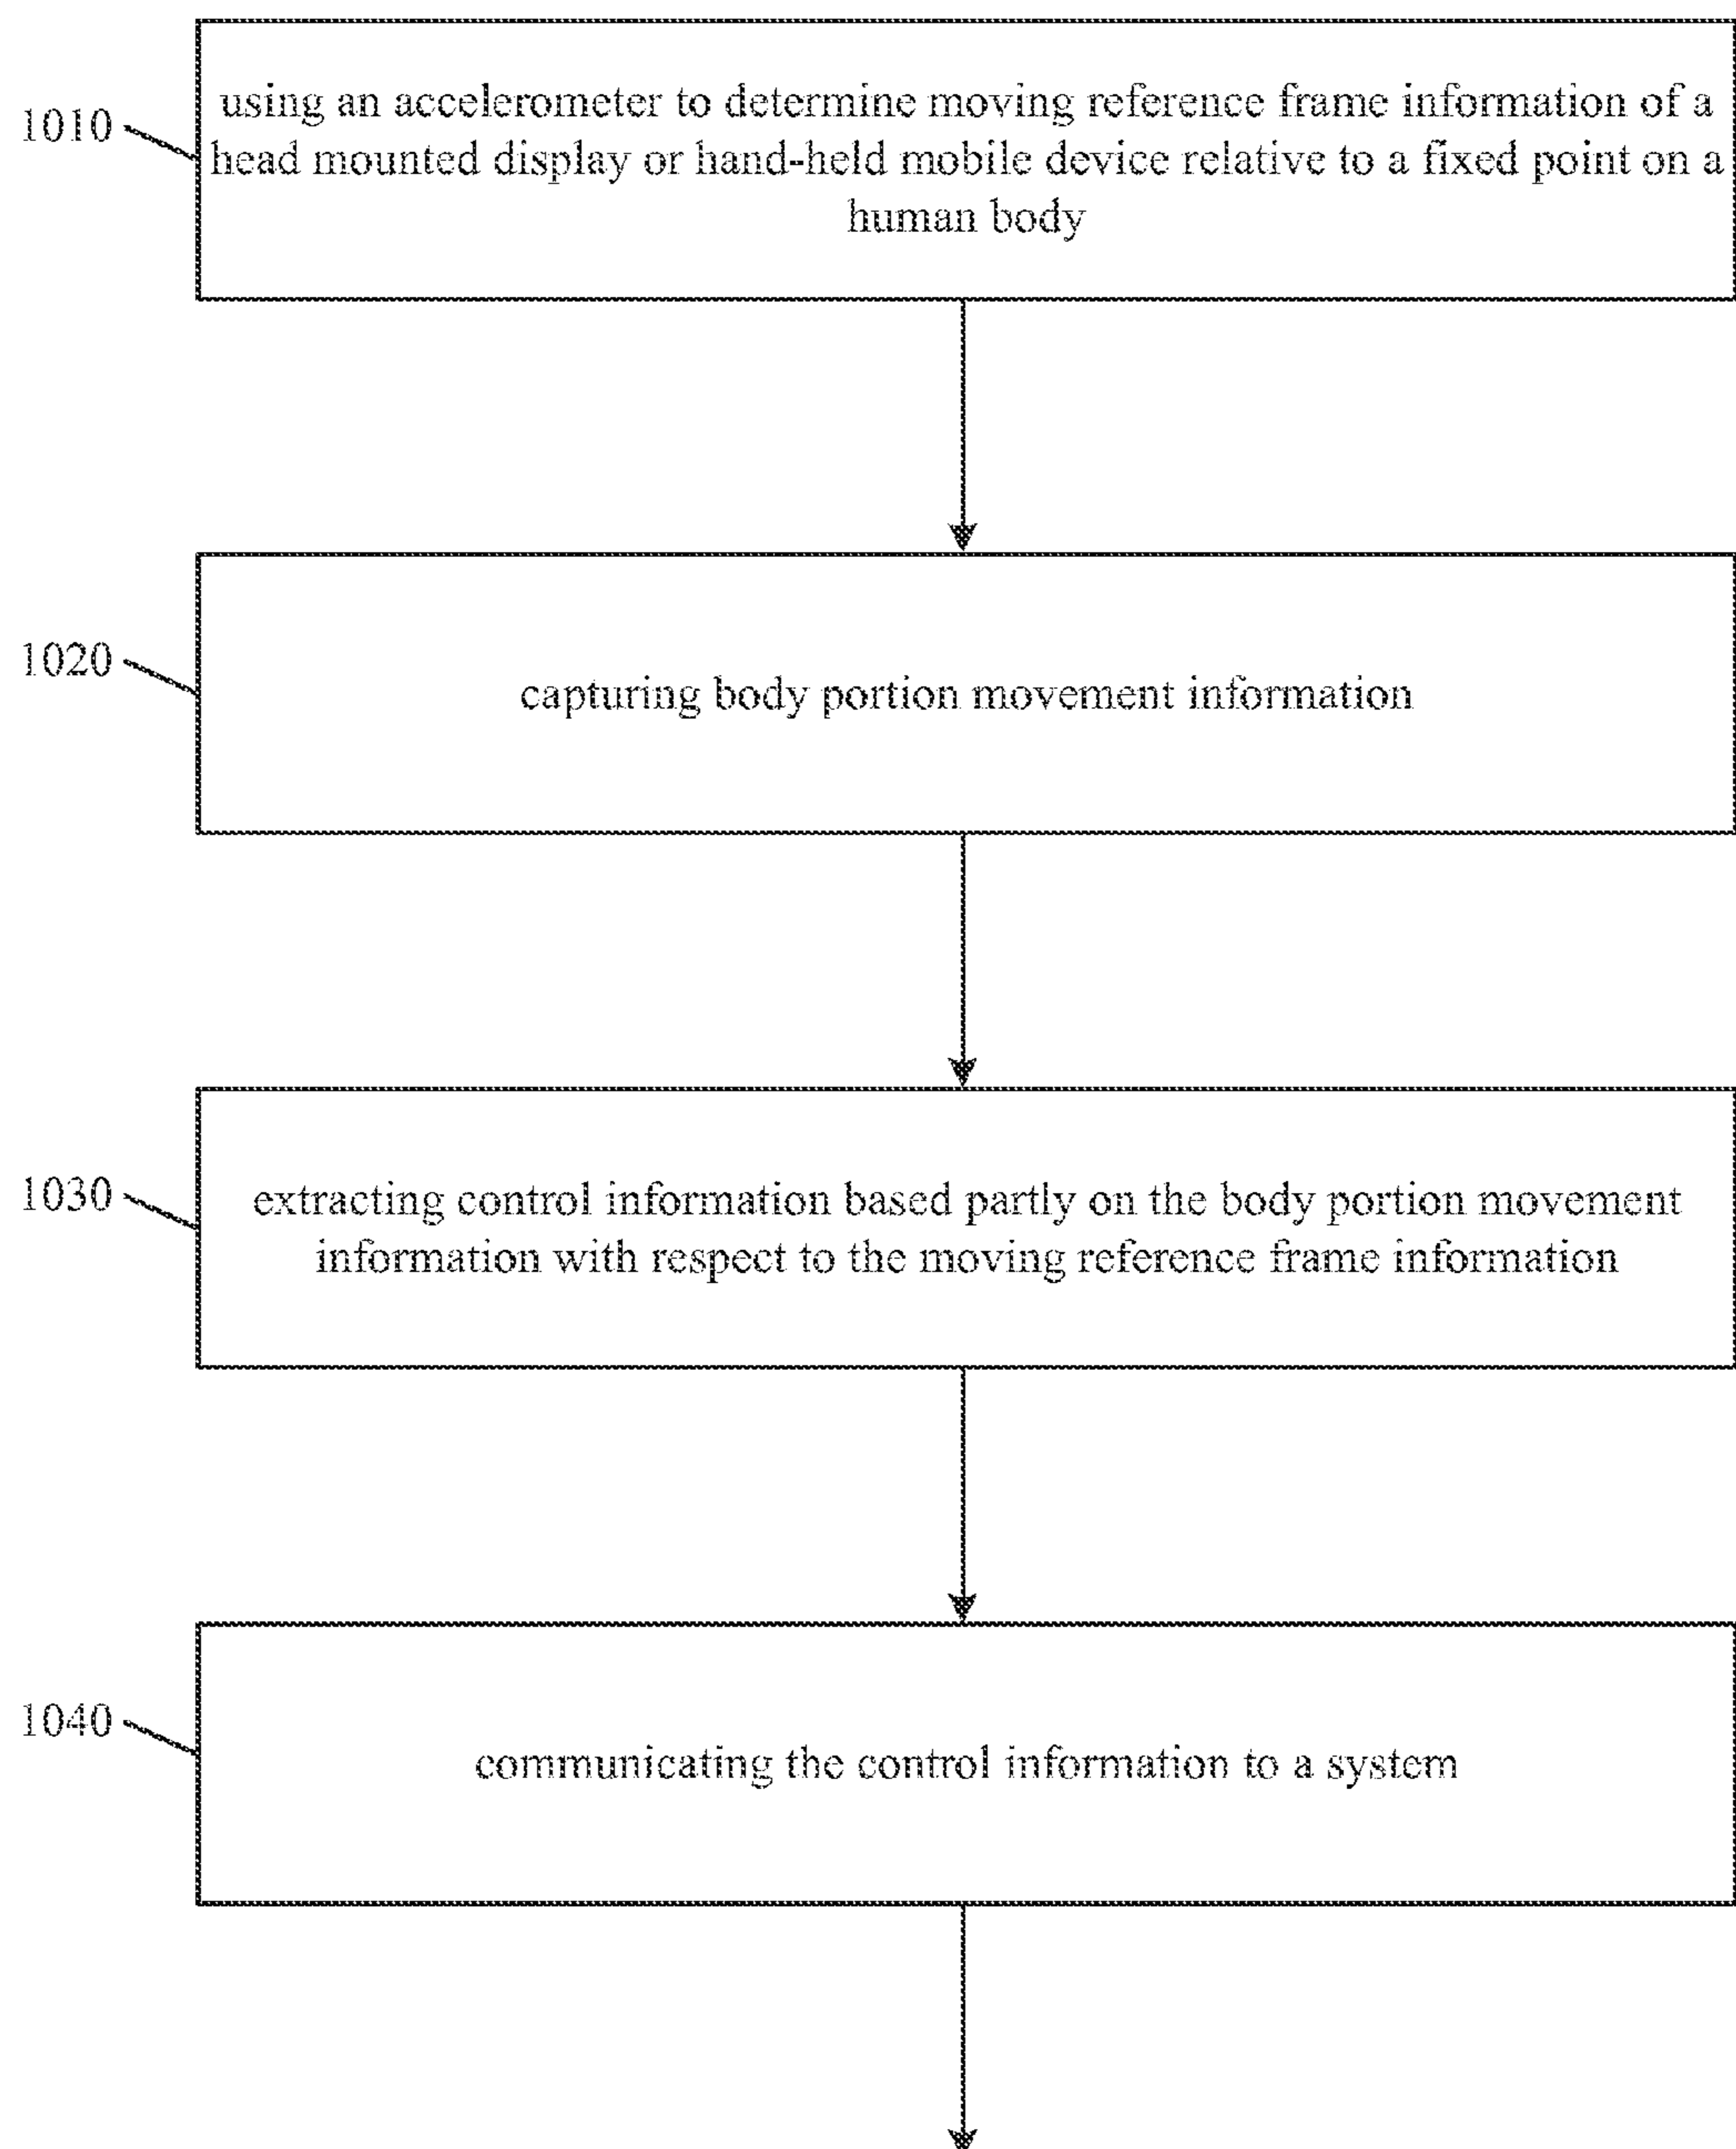 1010
using an accelerometer to determine moving reference frame information of a
head mounted display or hand-held mobile device relative to a fixed point on a
human body
1020
capturing body portion movement information
1030
extracting control information based partly on the body portion movement
information with respect to the moving reference frame information
1040
communicating the control information to a system